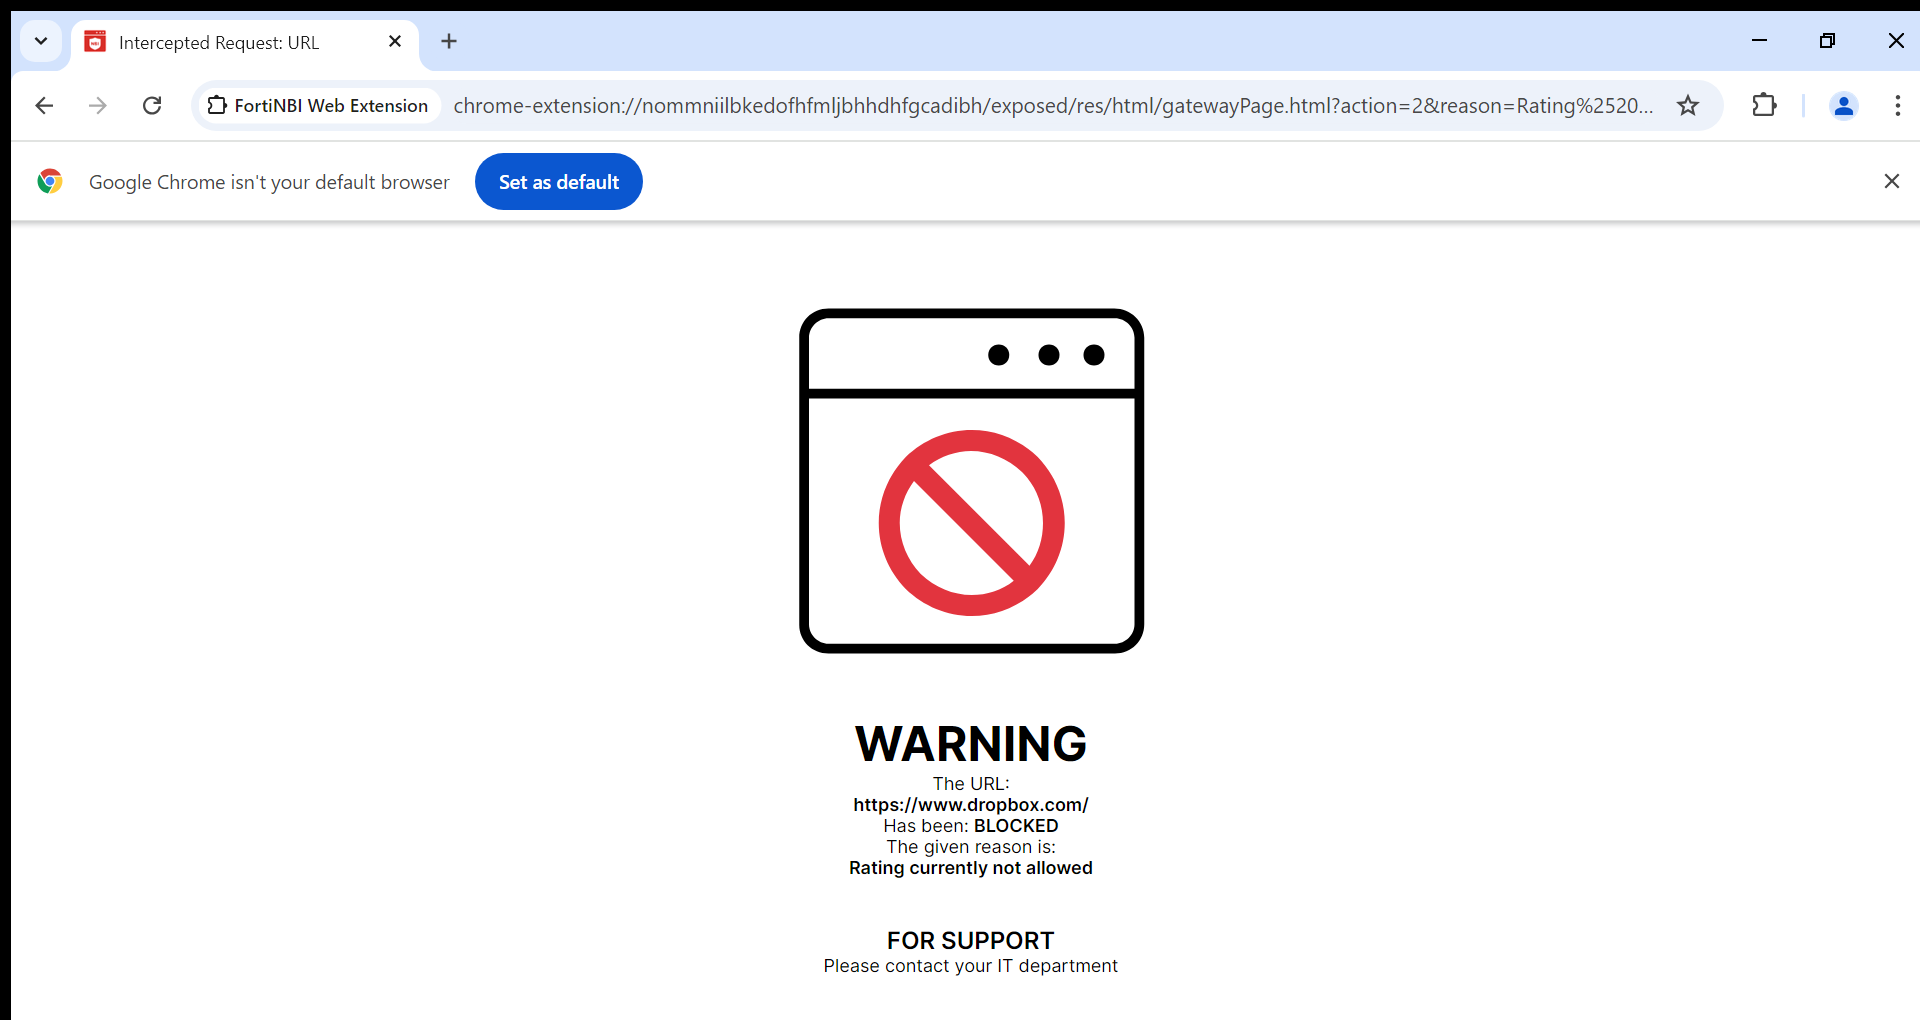 Intercepted Request: URL
FortiNBI Web Extension
chrome-extension://nommniilbkedofhfmljbhhdhfgcadibh/exposed/res/html/gatewayPage.html?action=2&reason=Rating%2520...
Google Chrome isn't your default browser
Set as default
WARNING
The URL:
https://www.dropbox.com/
Has been: BLOCKED
The given reason is:
Rating currently not allowed
FOR SUPPORT
Please contact your IT department